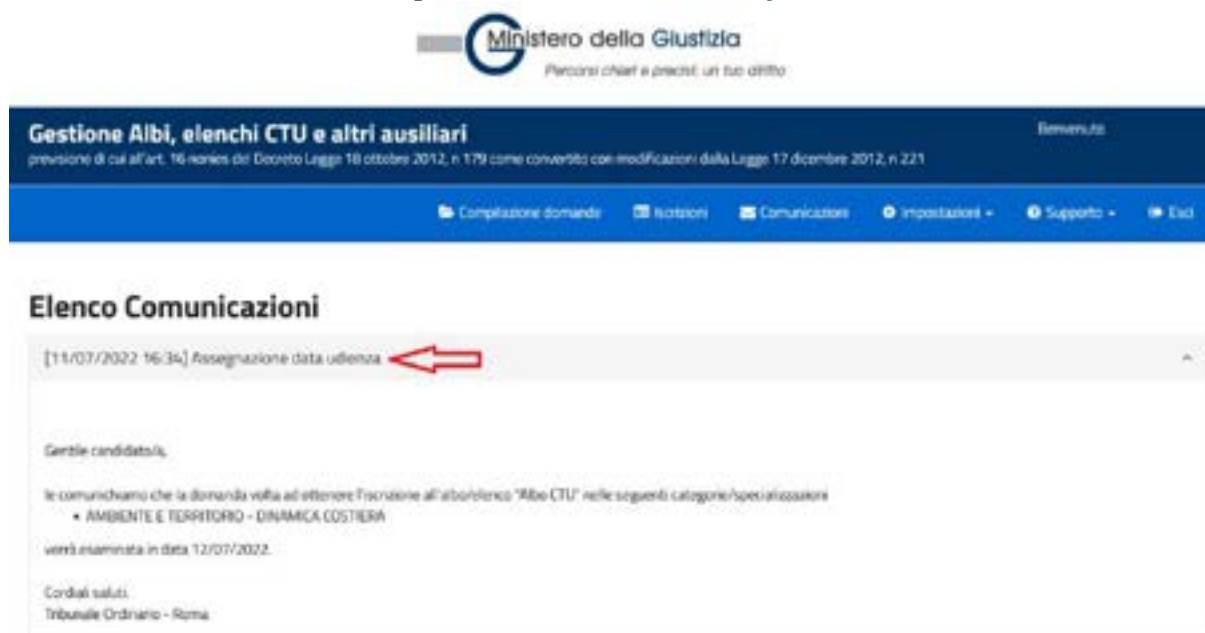 Ministero della Giustizia
Percorsi chiari e precisi, un tuo diritto
Gestione Albi, elenchi CTU e altri ausiliari
Benvenuto
previsione di cui all'art. 16 novies del Decreto Legge 18 ottobre 2012, n 179 come convertito con modificazioni dalla Legge 17 dicembre 2012, n 221
Compilazione domande Iscrizioni Comunicazioni Impostazioni Supporto Esci
Elenco Comunicazioni
[11/07/2022 16:34] Assegnazione data udienza
Gentile candidato/a,
le comunichiamo che la domanda volta ad ottenere l'iscrizione all'albo/elenco "Albo CTU" nelle seguenti categorie/specializzazioni
• AMBIENTE E TERRITORIO - DINAMICA COSTIERA
verrà esaminata in data 12/07/2022.
Cordiali saluti.
Tribunale Ordinario - Roma